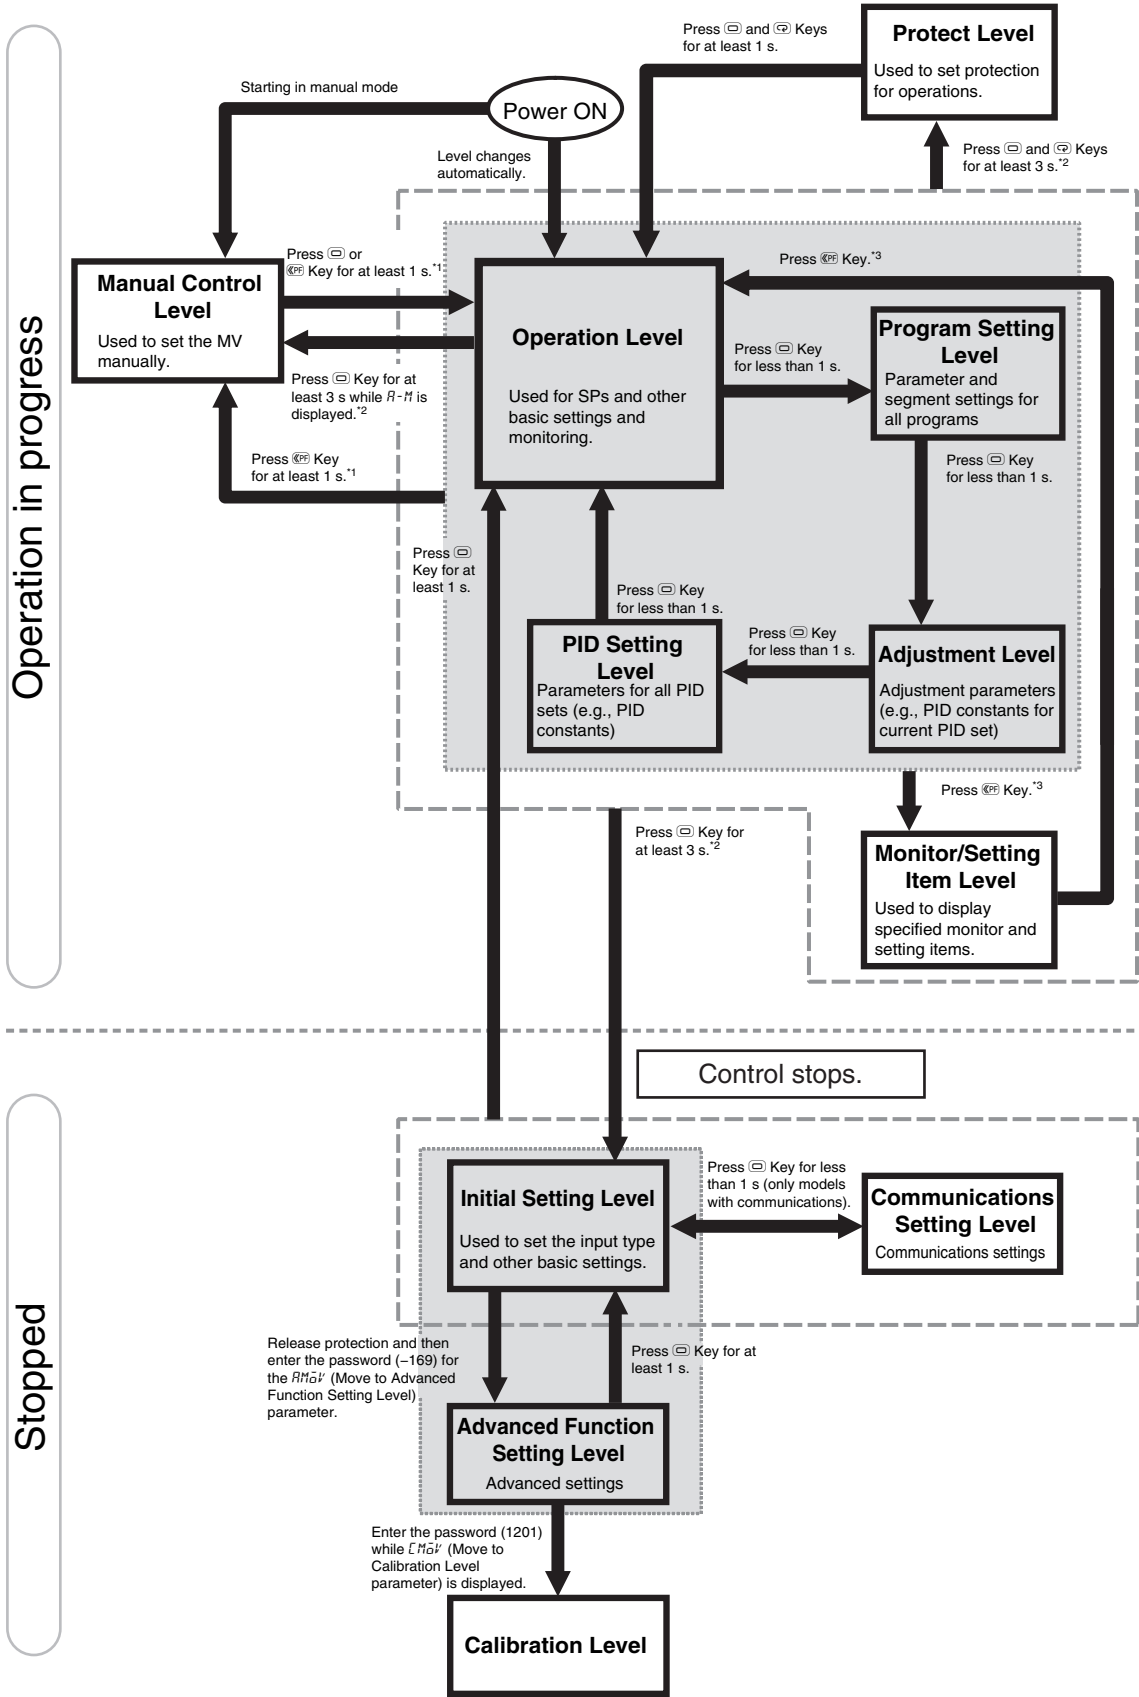 Operation in progress
Press and Keys
for at least 1 s.
Protect Level
Used to set protection
for operations.
Starting in manual mode
Power ON
Level changes
automatically.
Press and Keys
for at least 3 s.*2
Press or
PF Key for at least 1 s.*1
Manual Control
Level
Used to set the MV
manually.
Press PF Key.*3
Operation Level
Used for SPs and other
basic settings and
monitoring.
Program Setting
Level
Parameter and
segment settings for
all programs
Press Key
for less than 1 s.
Press Key for at
least 3 s while A-M is
displayed.*2
Press PF Key
for at least 1 s.*1
Press Key
for less than 1 s.
Press
Key for at
least 1 s.
Press Key
for less than 1 s.
Press Key
for less than 1 s.
PID Setting
Level
Parameters for all PID
sets (e.g., PID
constants)
Adjustment Level
Adjustment parameters
(e.g., PID constants for
current PID set)
Press PF Key.*3
Press Key for
at least 3 s.*2
Monitor/Setting
Item Level
Used to display
specified monitor and
setting items.
Control stops.
Stopped
Initial Setting Level
Used to set the input type
and other basic settings.
Press Key for less
than 1 s (only models
with communications).
Communications
Setting Level
Communications settings
Release protection and then
enter the password (−169) for
the AMoV (Move to Advanced
Function Setting Level)
parameter.
Press Key for at
least 1 s.
Advanced Function
Setting Level
Advanced settings
Enter the password (1201)
while CMoV (Move to
Calibration Level
parameter) is displayed.
Calibration Level